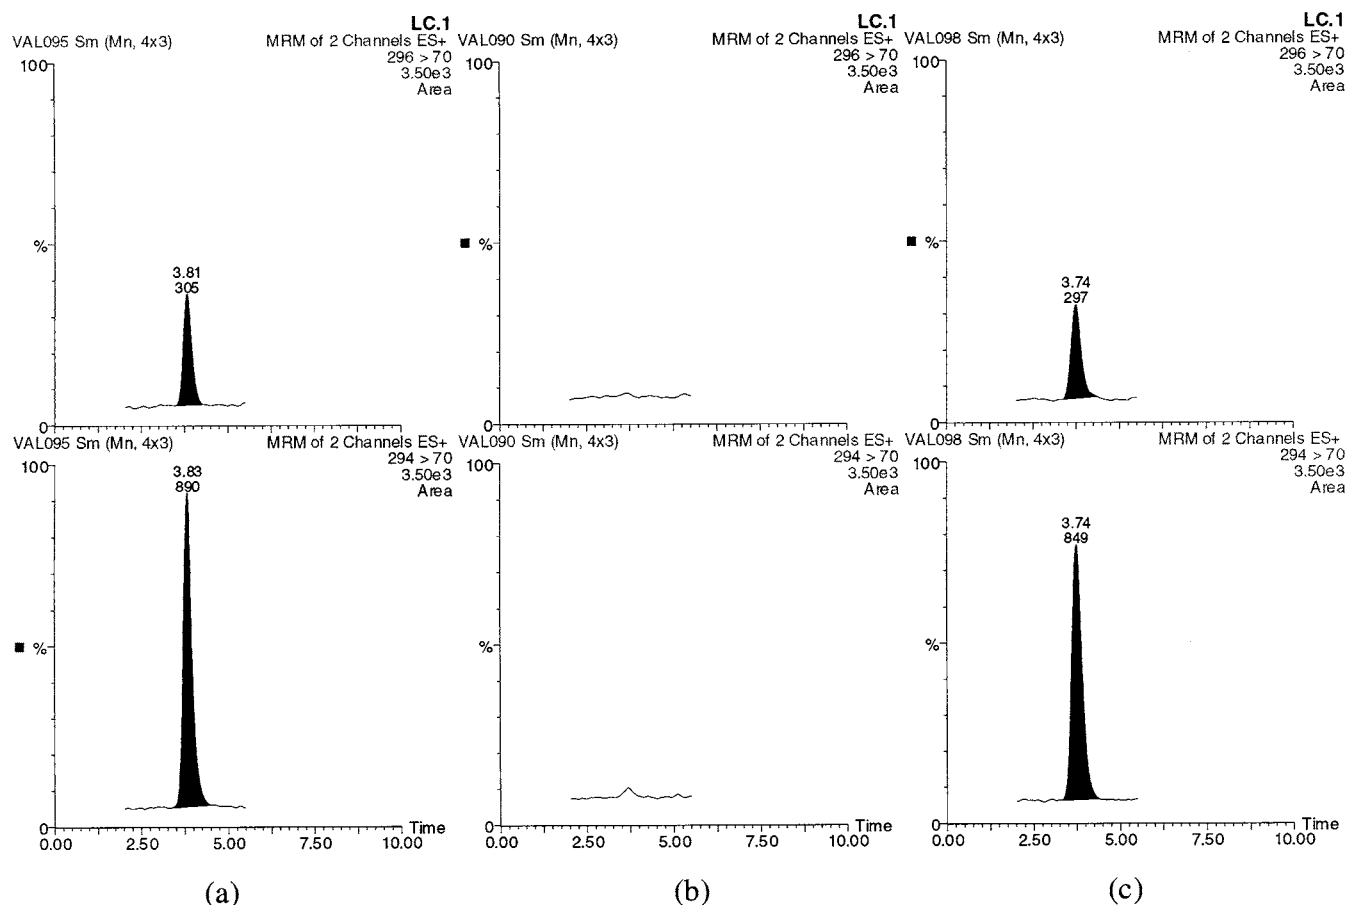 LC.1
VAL095 Sm (Mn, 4x3)
MRM of 2 Channels ES+
296 > 70
3.50e3
Area
100
%
3.81
305
0
VAL095 Sm (Mn, 4x3)
MRM of 2 Channels ES+
294 > 70
3.50e3
Area
100
%
3.83
890
0
0.00 2.50 5.00 7.50 10.00
Time
(a)
LC.1
VAL090 Sm (Mn, 4x3)
MRM of 2 Channels ES+
296 > 70
3.50e3
Area
100
%
0
VAL090 Sm (Mn, 4x3)
MRM of 2 Channels ES+
294 > 70
3.50e3
Area
100
%
0
0.00 2.50 5.00 7.50 10.00
Time
(b)
LC.1
VAL098 Sm (Mn, 4x3)
MRM of 2 Channels ES+
296 > 70
3.50e3
Area
100
%
3.74
297
0
VAL098 Sm (Mn, 4x3)
MRM of 2 Channels ES+
294 > 70
3.50e3
Area
100
%
3.74
849
0
0.00 2.50 5.00 7.50 10.00
Time
(c)